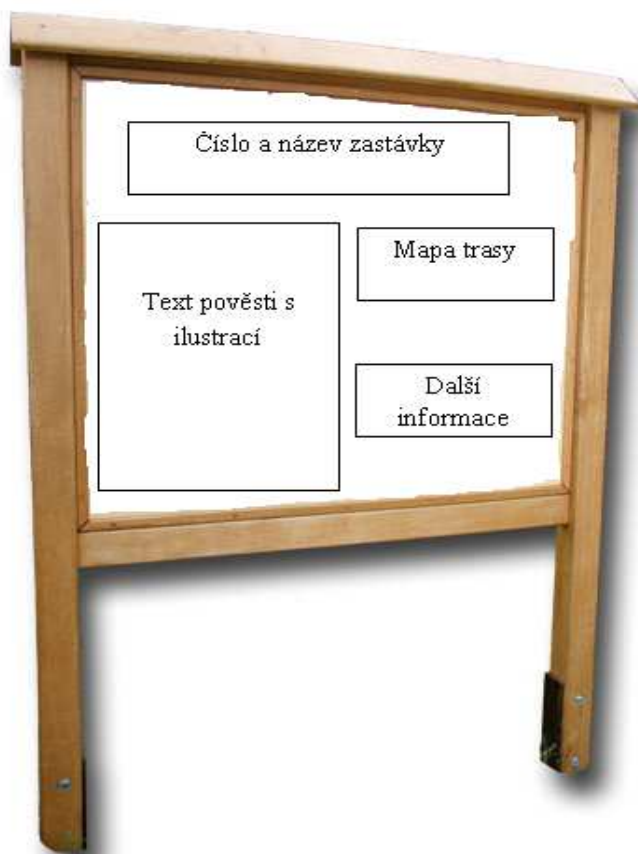 Číslo a název zastávky
Text pověsti s
ilustrací
Mapa trasy
Další
informace